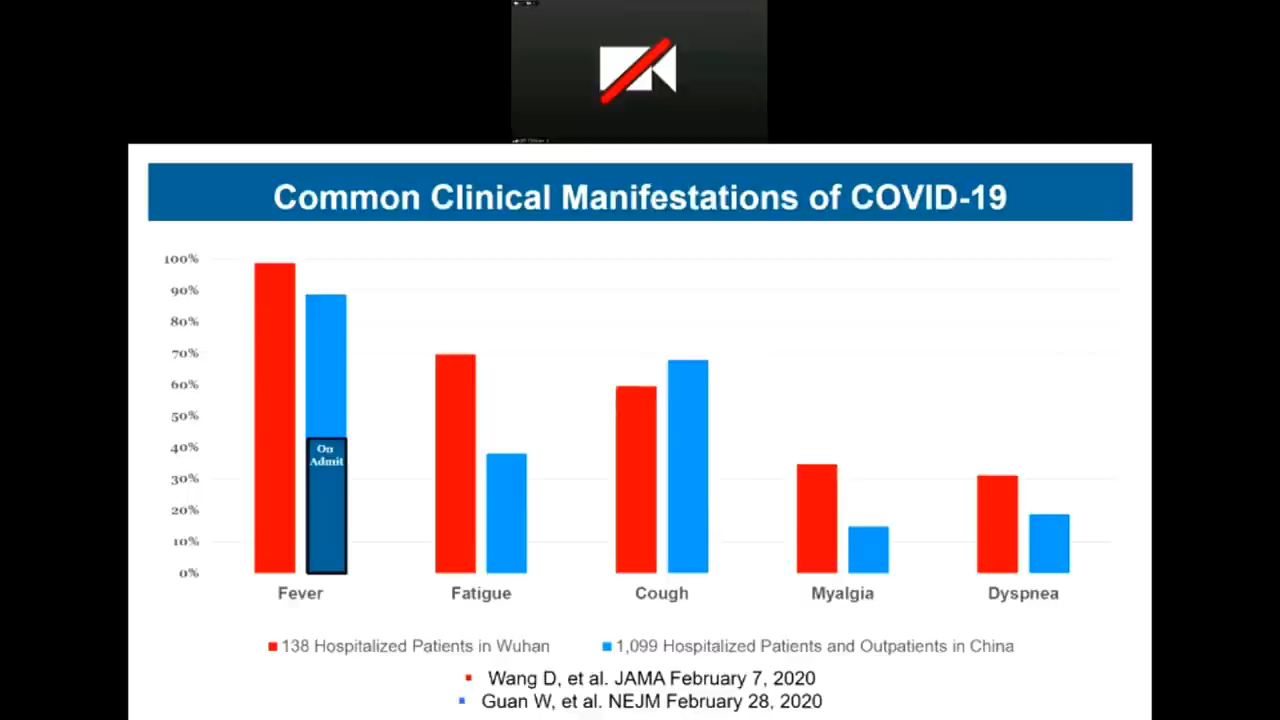 Common Clinical Manifestations of COVID-19
100%
90%
80%
70%
60%
50%
40%
30%
20%
10%
0%
On
Admit
Fever Fatigue Cough Myalgia Dyspnea
138 Hospitalized Patients in Wuhan 1,099 Hospitalized Patients and Outpatients in China
Wang D, et al. JAMA February 7, 2020
Guan W, et al. NEJM February 28, 2020